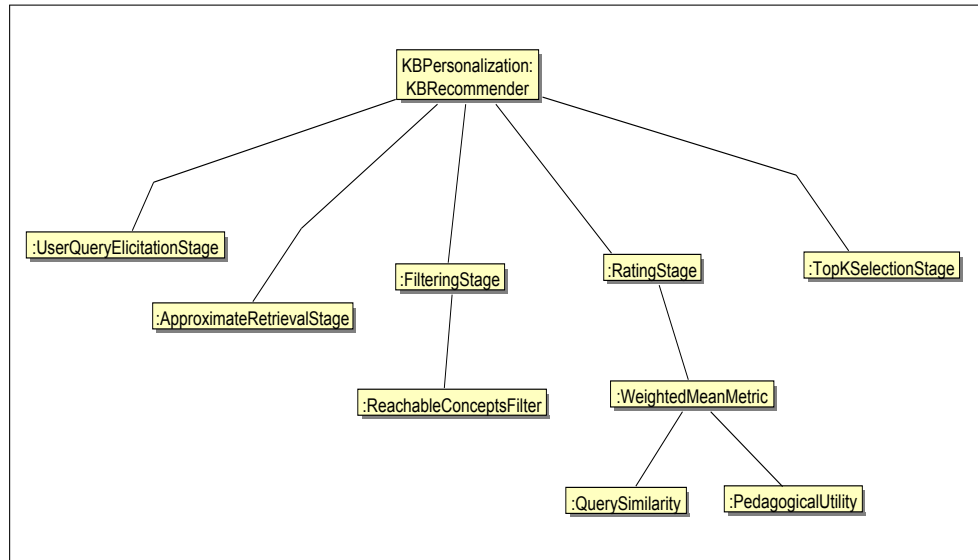 KBPersonalization:
KBRecommender
:UserQueryElicitationStage
:ApproximateRetrievalStage
:FilteringStage
:RatingStage
:TopKSelectionStage
:ReachableConceptsFilter
:WeightedMeanMetric
:QuerySimilarity
:PedagogicalUtility